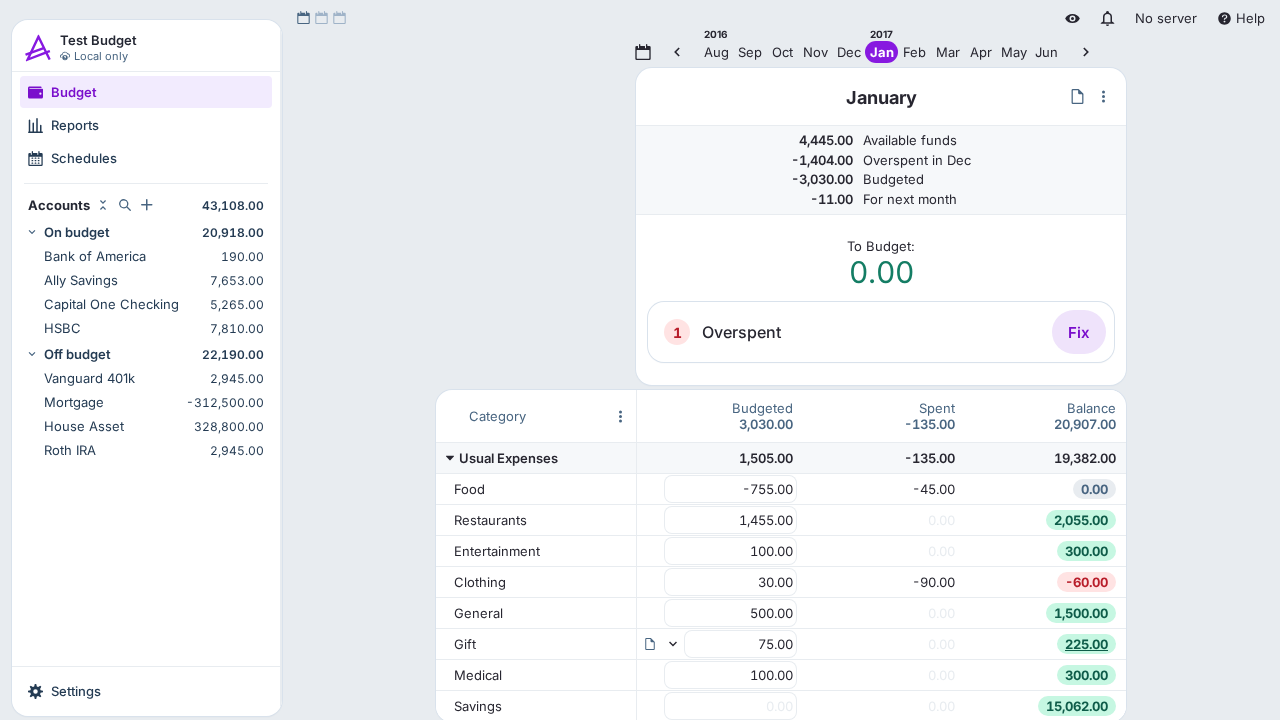 Test Budget
Local only
Budget
Reports
Schedules
Accounts 43,108.00
On budget 20,918.00
Bank of America 190.00
Ally Savings 7,653.00
Capital One Checking 5,265.00
HSBC 7,810.00
Off budget 22,190.00
Vanguard 401k 2,945.00
Mortgage -312,500.00
House Asset 328,800.00
Roth IRA 2,945.00
Settings
No server
Help
2016 2017
Aug Sep Oct Nov Dec Jan Feb Mar Apr May Jun
January
4,445.00 Available funds
-1,404.00 Overspent in Dec
-3,030.00 Budgeted
-11.00 For next month
To Budget:
0.00
1 Overspent Fix
Category Budgeted Spent Balance
3,030.00 -135.00 20,907.00
Usual Expenses 1,505.00 -135.00 19,382.00
Food -755.00 -45.00 0.00
Restaurants 1,455.00 0.00 2,055.00
Entertainment 100.00 0.00 300.00
Clothing 30.00 -90.00 -60.00
General 500.00 0.00 1,500.00
Gift 75.00 0.00 225.00
Medical 100.00 0.00 300.00
Savings 0.00 0.00 15,062.00